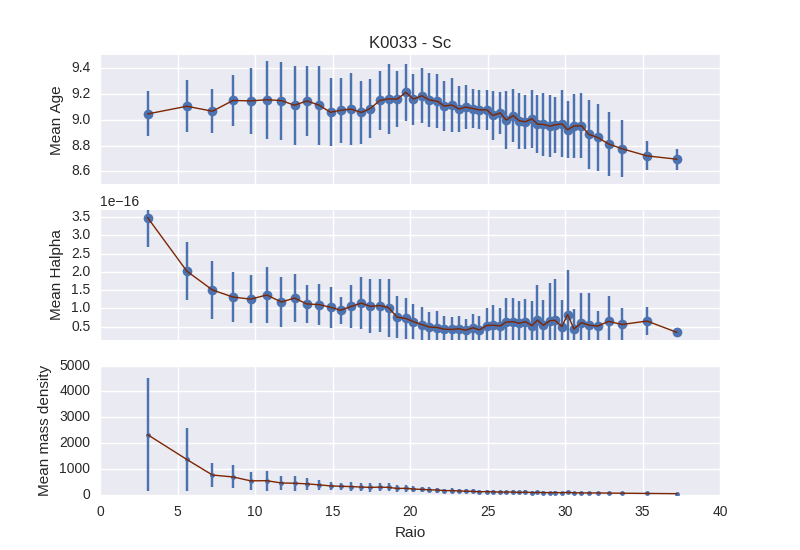 K0033 - Sc
9.4
9.2
9.0
8.8
8.6
Mean Age
1e−16
3.5
3.0
2.5
2.0
1.5
1.0
0.5
Mean Halpha
5000
4000
3000
2000
1000
0
Mean mass density
0 5 10 15 20 25 30 35 40
Raio